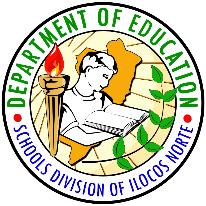 DEPARTMENT OF EDUCATION
SCHOOLS DIVISION OF ILOCOS NORTE